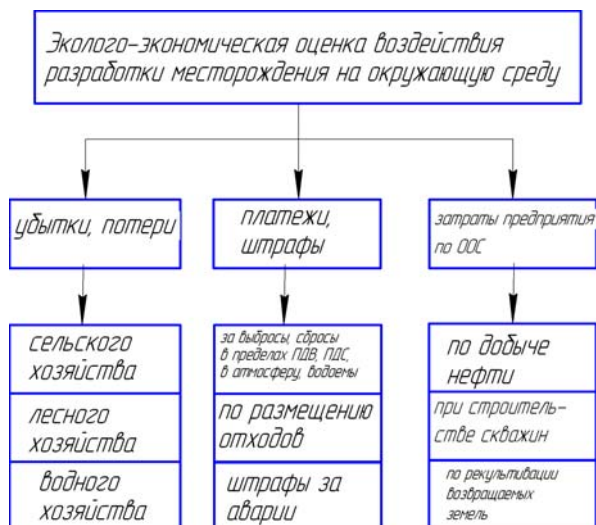 Эколого-экономическая оценка воздействия
разработки месторождения на окружающую среду
убытки, потери
платежи,
штрафы
затраты предприятия
по ООС
сельского
хозяйства
лесного
хозяйства
водного
хозяйства
за выбросы, сбросы
в пределах ПДВ, ПДС,
в атмосферу, водоемы
по размещению
отходов
штрафы за
аварии
по добыче
нефти
при строитель-
стве скважин
по рекультивации
возвращаемых
земель